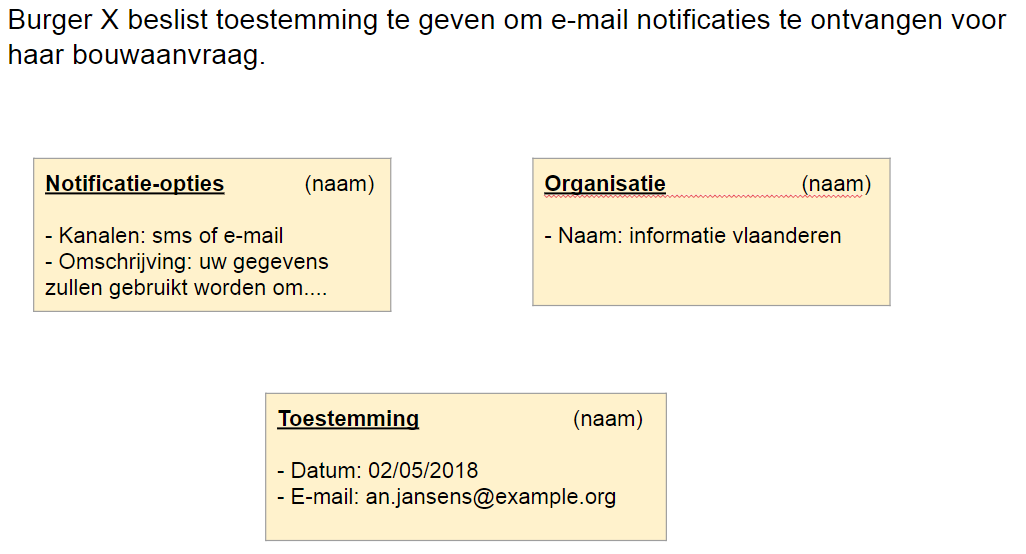 Burger X beslist toestemming te geven om e-mail notificaties te ontvangen voor
haar bouwaanvraag.
Notificatie-opties (naam)
- Kanalen: sms of e-mail
- Omschrijving: uw gegevens
zullen gebruikt worden om....
Organisatie (naam)
- Naam: informatie vlaanderen
Toestemming (naam)
- Datum: 02/05/2018
- E-mail: an.jansens@example.org